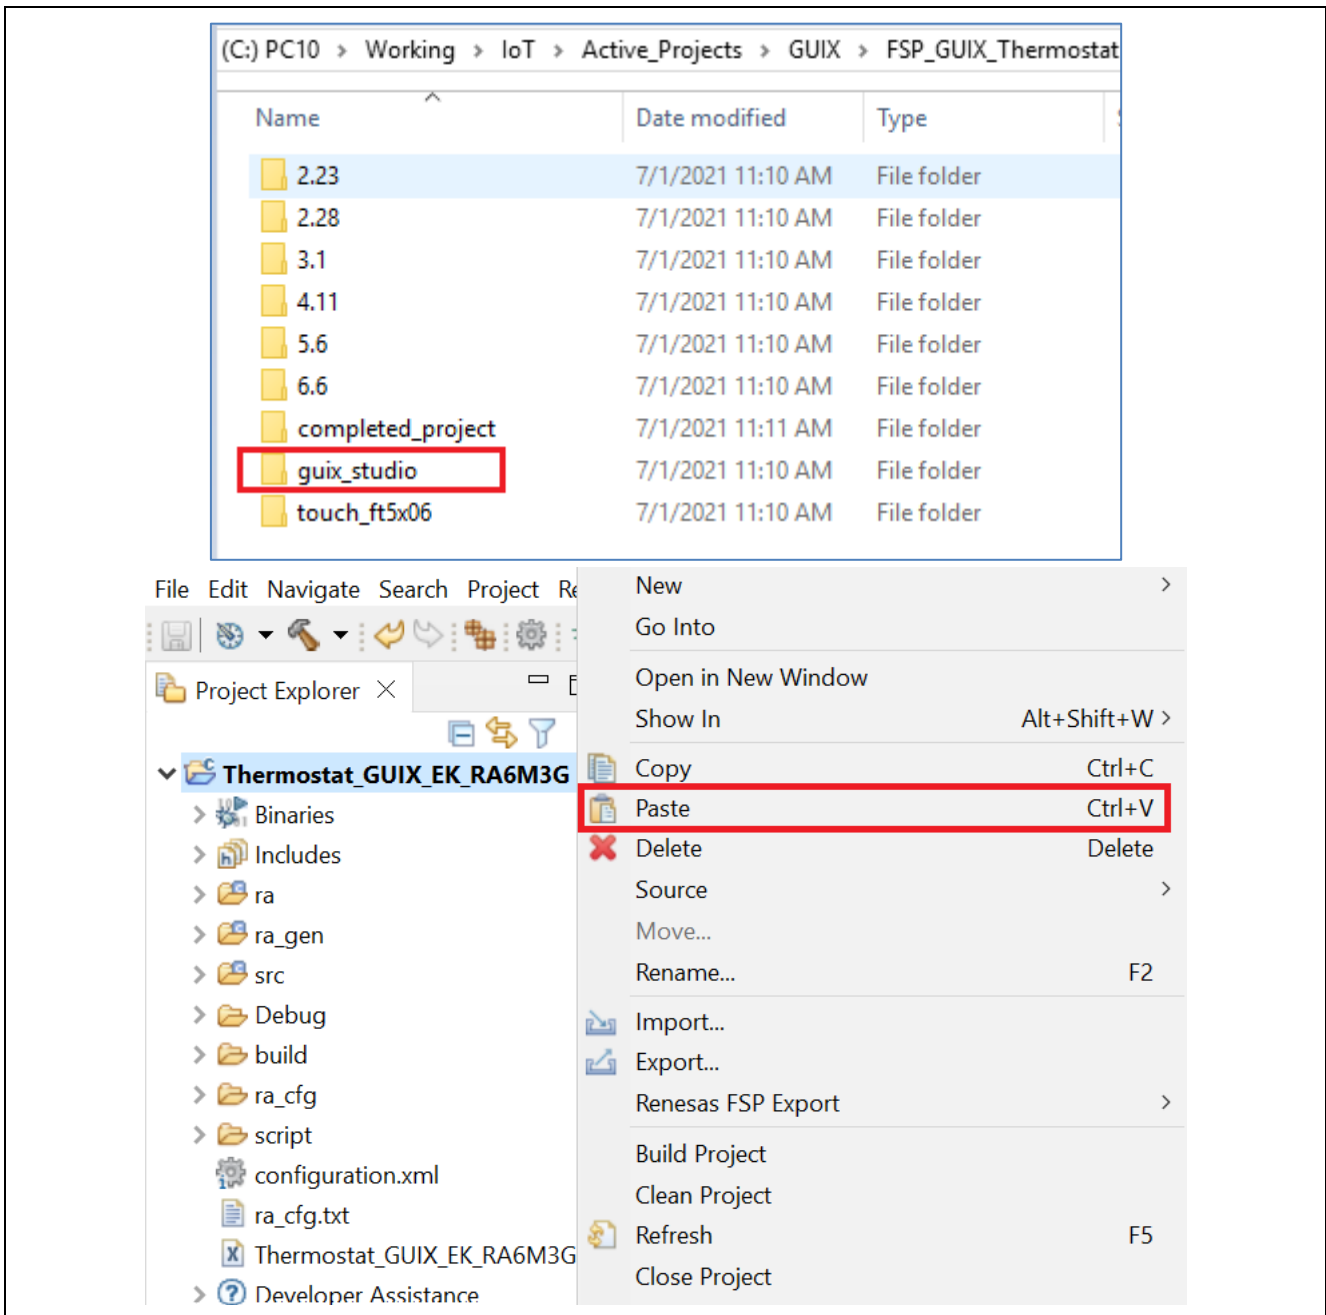 (C:) PC10 > Working > IoT > Active_Projects > GUIX > FSP_GUIX_Thermostat
Name Date modified Type
2.23 7/1/2021 11:10 AM File folder
2.28 7/1/2021 11:10 AM File folder
3.1 7/1/2021 11:10 AM File folder
4.11 7/1/2021 11:10 AM File folder
5.6 7/1/2021 11:10 AM File folder
6.6 7/1/2021 11:10 AM File folder
completed_project 7/1/2021 11:11 AM File folder
guix_studio 7/1/2021 11:10 AM File folder
touch_ft5x06 7/1/2021 11:10 AM File folder
File Edit Navigate Search Project
Project Explorer
Thermostat_GUIX_EK_RA6M3G
Binaries
Includes
ra
ra_gen
src
Debug
build
ra_cfg
script
configuration.xml
ra_cfg.txt
Thermostat_GUIX_EK_RA6M3G
Developer Assistance
New
Go Into
Open in New Window
Show In Alt+Shift+W >
Copy Ctrl+C
Paste Ctrl+V
Delete Delete
Source
Move...
Rename... F2
Import...
Export...
Renesas FSP Export
Build Project
Clean Project
Refresh F5
Close Project